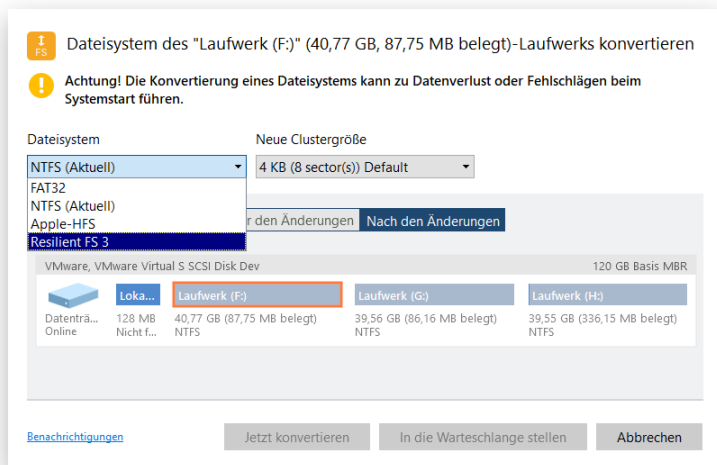 FS
Dateisystem des "Laufwerk (F:)" (40,77 GB, 87,75 MB belegt)-Laufwerks konvertieren
Achtung! Die Konvertierung eines Dateisystems kann zu Datenverlust oder Fehlschlägen beim
Systemstart führen.
Dateisystem
Neue Clustergröße
NTFS (Aktuell)
4 KB (8 sector(s)) Default
FAT32
NTFS (Aktuell)
Apple-HFS
Resilient FS 3
r den Änderungen
Nach den Änderungen
VMware, VMware Virtual S SCSI Disk Dev
120 GB Basis MBR
Loka...
Laufwerk (F:)
Laufwerk (G:)
Laufwerk (H:)
Datenträ...
128 MB
40,77 GB (87,75 MB belegt)
39,56 GB (86,16 MB belegt)
39,55 GB (336,15 MB belegt)
Online
Nicht f...
NTFS
NTFS
NTFS
Benachrichtigungen
Jetzt konvertieren
In die Warteschlange stellen
Abbrechen